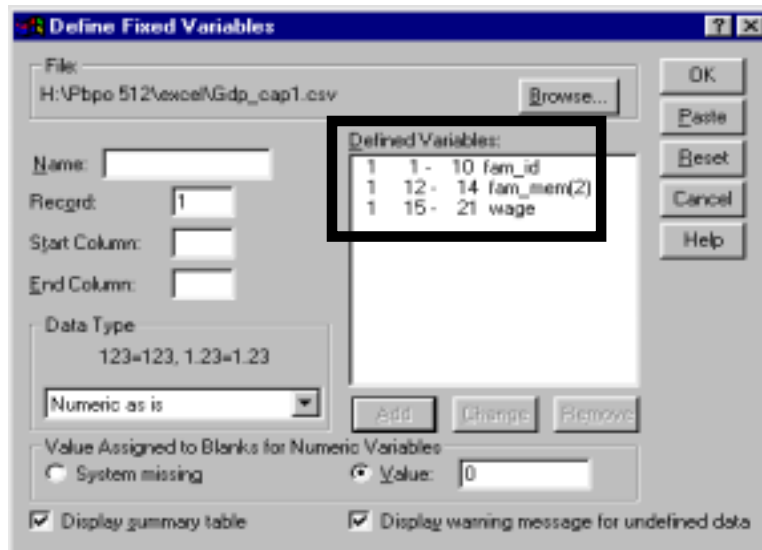 Define Fixed Variables
File:
H:\Pbpo 512\excel\Gdp_cap1.csv
Browse...
OK
Paste
Reset
Cancel
Help
Name:
Record: 1
Start Column:
End Column:
Defined Variables:
1 1 - 10 fam_id
1 12 - 14 fam_mem(2)
1 15 - 21 wage
Data Type
123=123, 1.23=1.23
Numeric as is
Add Change Remove
Value Assigned to Blanks for Numeric Variables
System missing
Value: 0
Display summary table
Display warning message for undefined data